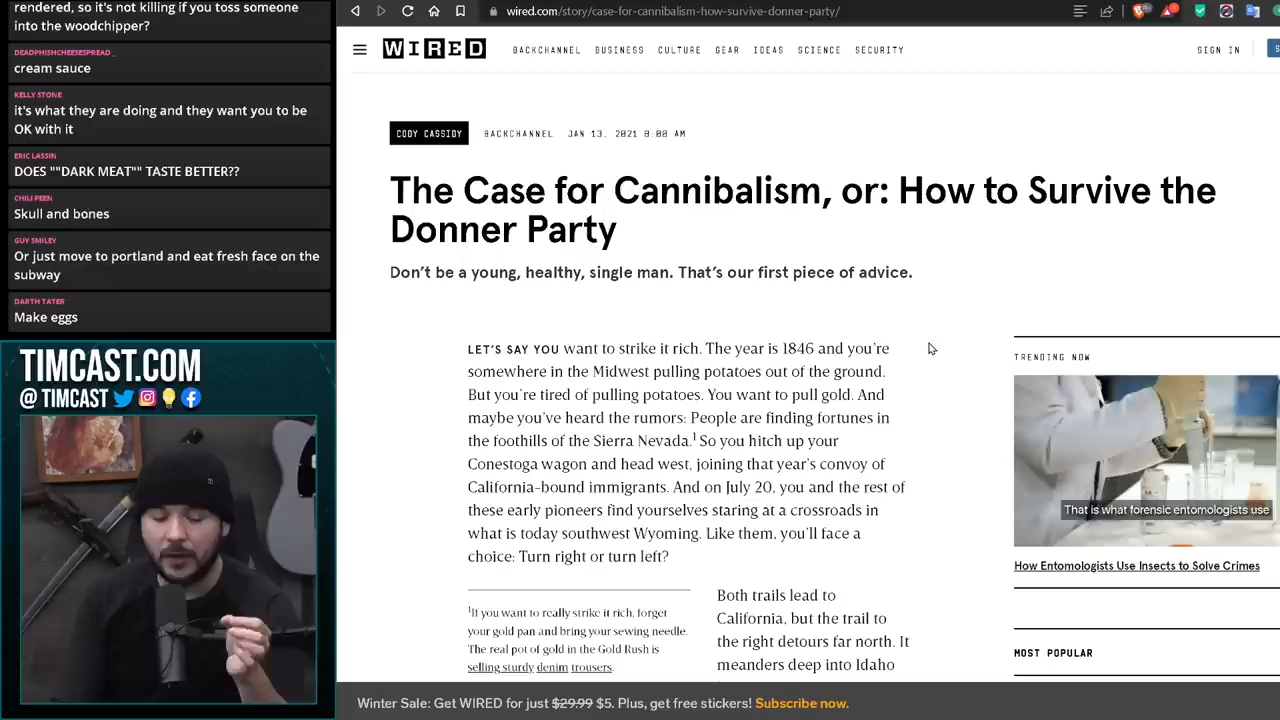 rendered, so it's not killing if you toss someone
into the woodchipper?
DEADPHISHCHEESESPREAD_
cream sauce
KELLY STONE
it's what they are doing and they want you to be
OK with it
ERIC LASSIN
DOES ""DARK MEAT"" TASTE BETTER??
CHILI PEEN
Skull and bones
GUY SMILEY
Or just move to portland and eat fresh face on the
subway
DARTH TATER
Make eggs
TIMCAST.COM
@ TIMCAST
wired.com/story/case-for-cannibalism-how-survive-donner-party/
WIRED
BACKCHANNEL BUSINESS CULTURE GEAR IDEAS SCIENCE SECURITY
SIGN IN
S
CODY CASSIDY BACKCHANNEL JAN 13, 2021 8:00 AM
The Case for Cannibalism, or: How to Survive the
Donner Party
Don't be a young, healthy, single man. That's our first piece of advice.
LET'S SAY YOU want to strike it rich. The year is 1846 and you're
somewhere in the Midwest pulling potatoes out of the ground.
But you're tired of pulling potatoes. You want to pull gold. And
maybe you've heard the rumors: People are finding fortunes in
the foothills of the Sierra Nevada.¹ So you hitch up your
Conestoga wagon and head west, joining that year's convoy of
California-bound immigrants. And on July 20, you and the rest of
these early pioneers find yourselves staring at a crossroads in
what is today southwest Wyoming. Like them, you'll face a
choice: Turn right or turn left?
¹If you want to really strike it rich, forget
your gold pan and bring your sewing needle.
The real pot of gold in the Gold Rush is
selling sturdy denim trousers.
Both trails lead to
California, but the trail to
the right detours far north. It
meanders deep into Idaho
TRENDING NOW
That is what forensic entomologists use
How Entomologists Use Insects to Solve Crimes
MOST POPULAR
Winter Sale: Get WIRED for just $29.99 $5. Plus, get free stickers! Subscribe now.